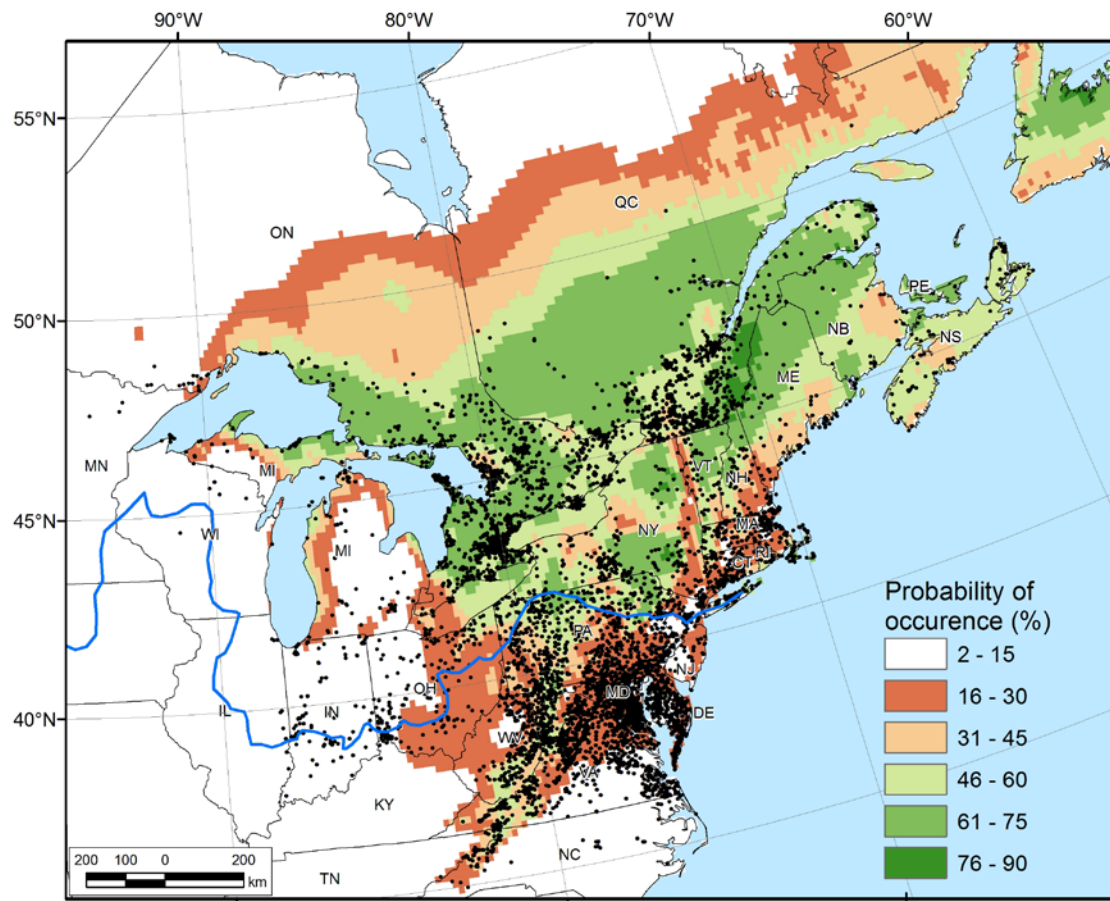 90°W
80°W
70°W
60°W
55°N
50°N
45°N
40°N
QC
ON
PE
NB
NS
ME
MN
MI
VT
NH
WI
MI
NY
MA
RI
CT
PA
NJ
OH
MD
DE
IL
IN
WV
VA
KY
NC
TN
Probability of
occurence (%)
2 - 15
16 - 30
31 - 45
46 - 60
61 - 75
76 - 90
200 100 0 200
km